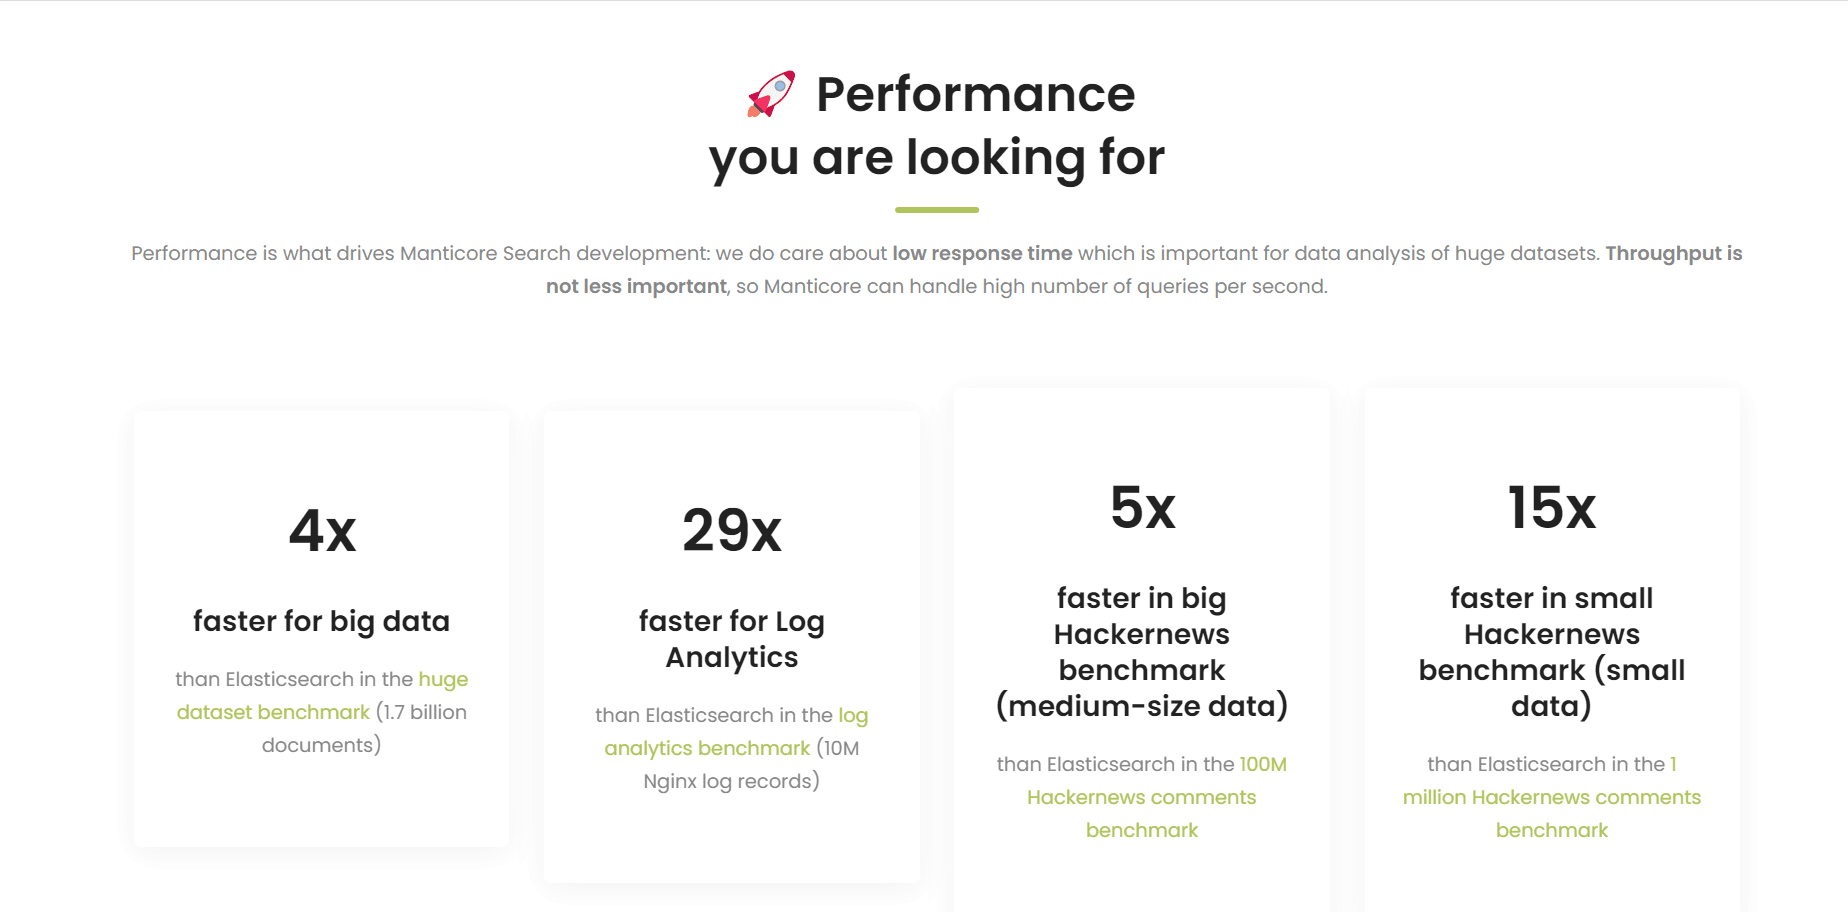 🚀 Performance
you are looking for
Performance is what drives Manticore Search development: we do care about low response time which is important for data analysis of huge datasets. Throughput is
not less important, so Manticore can handle high number of queries per second.
4x
faster for big data
than Elasticsearch in the huge
dataset benchmark (1.7 billion
documents)
29x
faster for Log
Analytics
than Elasticsearch in the log
analytics benchmark (10M
Nginx log records)
5x
faster in big
Hackernews
benchmark
(medium-size data)
than Elasticsearch in the 100M
Hackernews comments
benchmark
15x
faster in small
Hackernews
benchmark (small
data)
than Elasticsearch in the 1
million Hackernews comments
benchmark